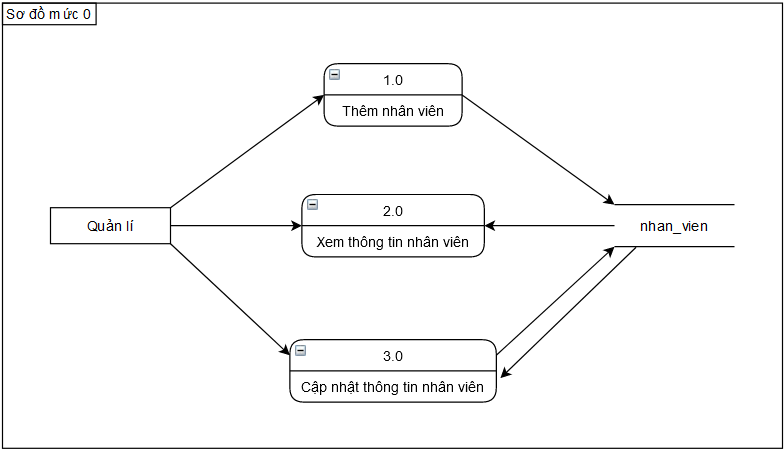 Sơ đồ mức 0
1.0
Thêm nhân viên
Quản lí
2.0
Xem thông tin nhân viên
nhan_vien
3.0
Cập nhật thông tin nhân viên